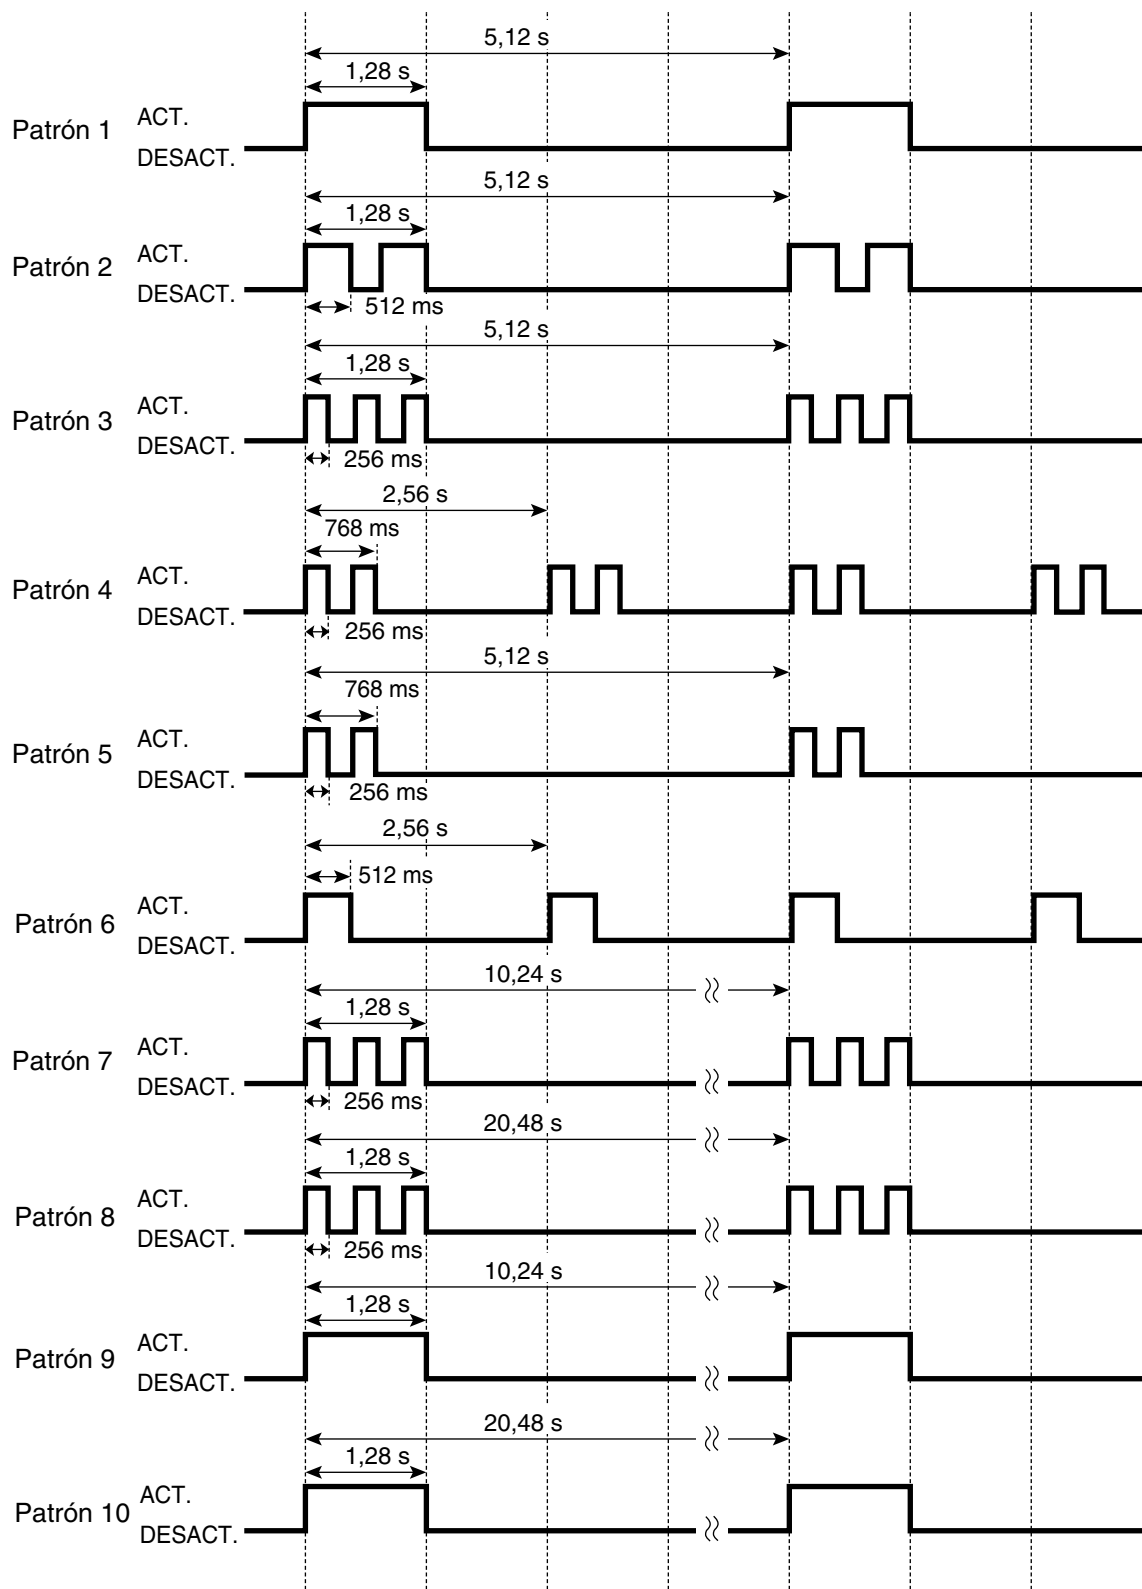 5,12 s
1,28 s
Patrón 1
ACT.
DESACT.
5,12 s
1,28 s
Patrón 2
ACT.
DESACT.
512 ms
5,12 s
1,28 s
Patrón 3
ACT.
DESACT.
256 ms
2,56 s
768 ms
Patrón 4
ACT.
DESACT.
256 ms
5,12 s
768 ms
Patrón 5
ACT.
DESACT.
256 ms
2,56 s
512 ms
Patrón 6
ACT.
DESACT.
10,24 s
1,28 s
Patrón 7
ACT.
DESACT.
256 ms
20,48 s
1,28 s
Patrón 8
ACT.
DESACT.
256 ms
10,24 s
1,28 s
Patrón 9
ACT.
DESACT.
20,48 s
1,28 s
Patrón 10
ACT.
DESACT.